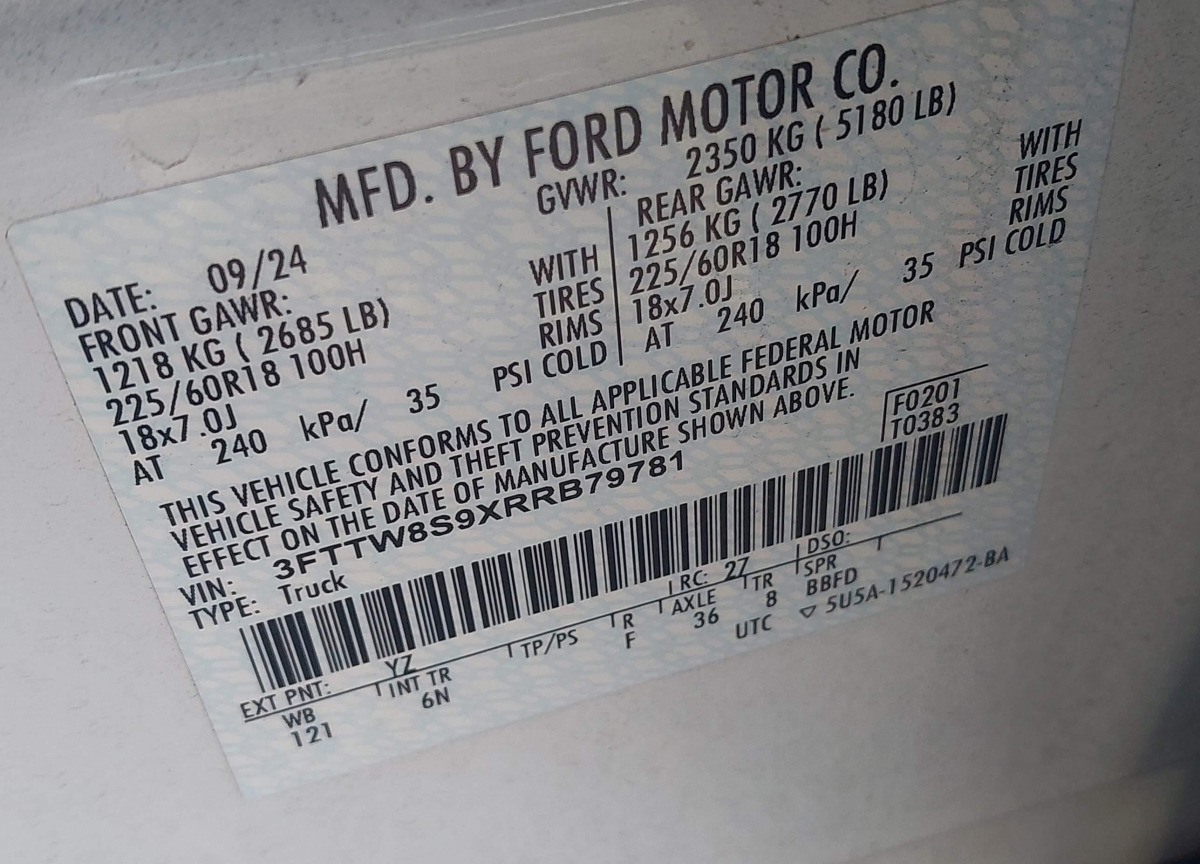 MFD. BY FORD MOTOR CO.
DATE: 09/24 GVWR: 2350 KG ( 5180 LB)
FRONT GAWR: REAR GAWR:
1218 KG ( 2685 LB) WITH 1256 KG ( 2770 LB) WITH
225/60R18 100H TIRES 225/60R18 100H TIRES
18x7.0J RIMS 18x7.0J RIMS
AT 240 kPa/ 35 PSI COLD AT 240 kPa/ 35 PSI COLD
THIS VEHICLE CONFORMS TO ALL APPLICABLE FEDERAL MOTOR
VEHICLE SAFETY AND THEFT PREVENTION STANDARDS IN
EFFECT ON THE DATE OF MANUFACTURE SHOWN ABOVE.
VIN: 3FTTW8S9XRRB79781 F0201
TYPE: Truck T0383
EXT PNT: YZ RC: 27 DSO:
WB INT TR TP/PS R AXLE TR SPR
121 6N F 36 8 BBFD
UTC ▽ 5U5A-1520472-BA